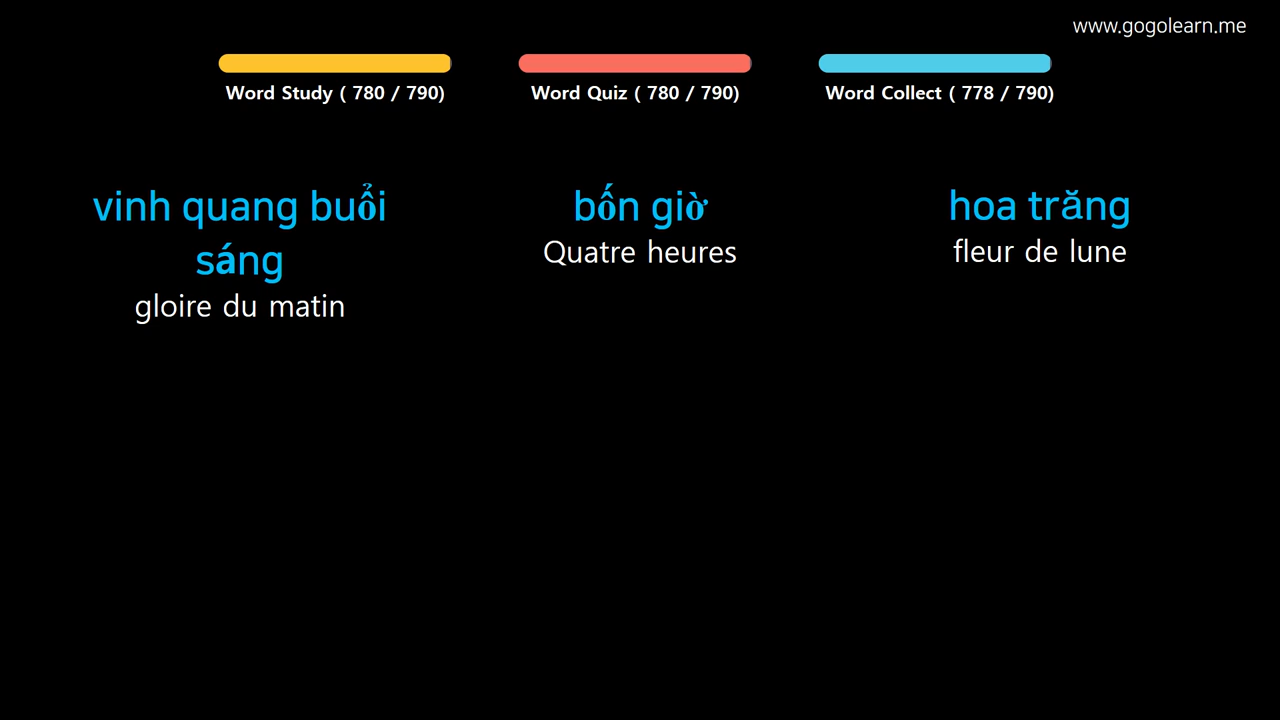 www.gogolearn.me
Word Study ( 780 / 790)
Word Quiz ( 780 / 790)
Word Collect ( 778 / 790)
vinh quang buổi
sáng
gloire du matin
bốn giờ
Quatre heures
hoa trăng
fleur de lune